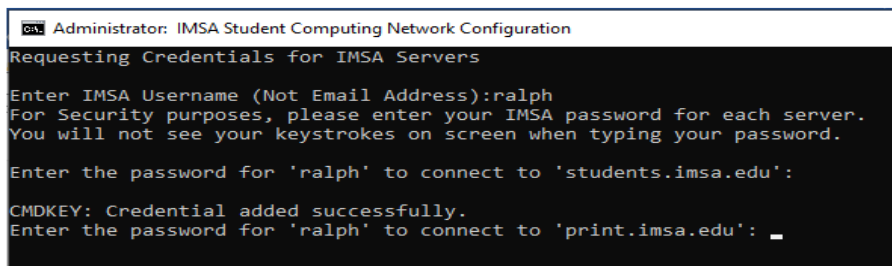 Administrator: IMSA Student Computing Network Configuration
Requesting Credentials for IMSA Servers
Enter IMSA Username (Not Email Address):ralph
For Security purposes, please enter your IMSA password for each server.
You will not see your keystrokes on screen when typing your password.
Enter the password for 'ralph' to connect to 'students.imsa.edu':
CMDKEY: Credential added successfully.
Enter the password for 'ralph' to connect to 'print.imsa.edu': _